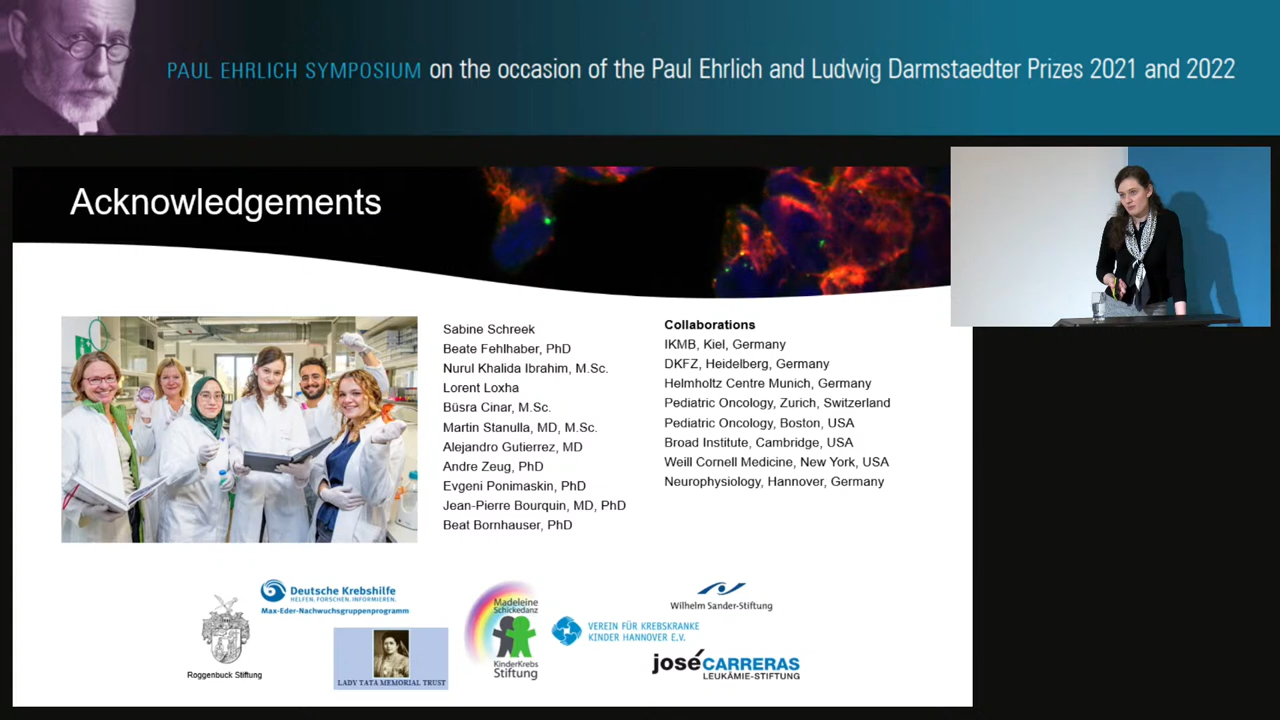 PAUL EHRLICH SYMPOSIUM on the occasion of the Paul Ehrlich and Ludwig Darmstaedter Prizes 2021 and 2022
Acknowledgements
Sabine Schreek
Beate Fehlhaber, PhD
Nurul Khalida Ibrahim, M.Sc.
Lorent Loxha
Büsra Cinar, M.Sc.
Martin Stanulla, MD, M.Sc.
Alejandro Gutierrez, MD
Andre Zeug, PhD
Evgeni Ponimaskin, PhD
Jean-Pierre Bourquin, MD, PhD
Beat Bornhauser, PhD
Collaborations
IKMB, Kiel, Germany
DKFZ, Heidelberg, Germany
Helmholtz Centre Munich, Germany
Pediatric Oncology, Zurich, Switzerland
Pediatric Oncology, Boston, USA
Broad Institute, Cambridge, USA
Weill Cornell Medicine, New York, USA
Neurophysiology, Hannover, Germany
Roggenbuck Stiftung
Deutsche Krebshilfe
HELFEN. FORSCHEN. INFORMIEREN.
Max-Eder-Nachwuchsgruppenprogramm
LADY TATA MEMORIAL TRUST
Madeleine
Schickedanz
KinderKrebs
Stiftung
VEREIN FÜR KREBSKRANKE
KINDER HANNOVER E.V.
Wilhelm Sander-Stiftung
joséCARRERAS
LEUKÄMIE-STIFTUNG